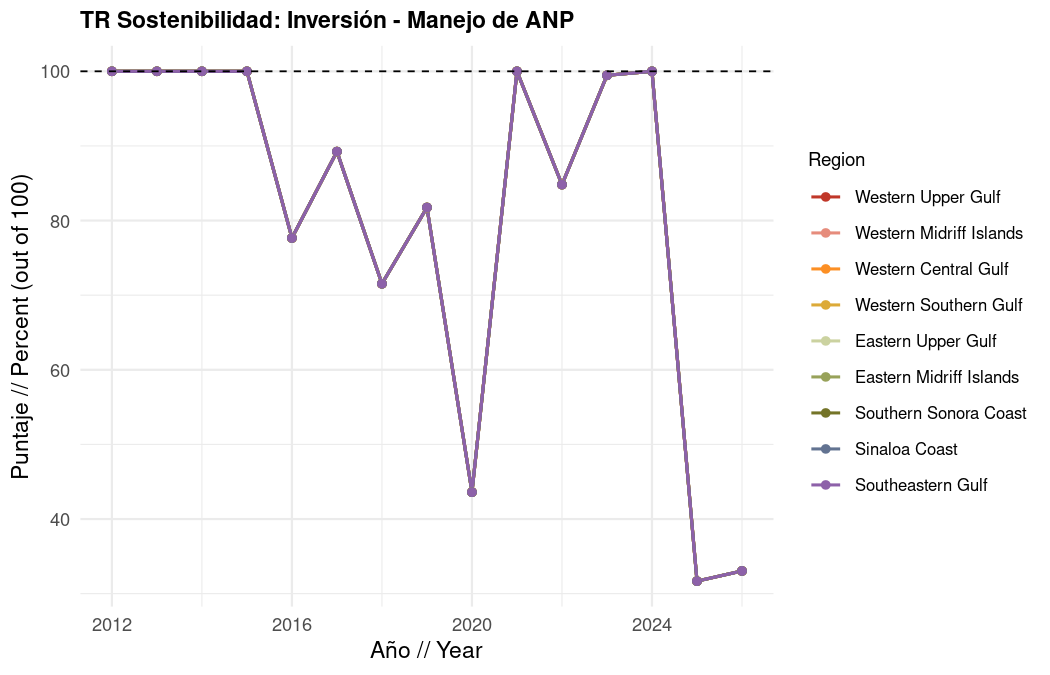 TR Sostenibilidad: Inversión - Manejo de ANP
Puntaje // Percent (out of 100)
100
80
60
40
2012
2016
2020
2024
Año // Year
Region
Western Upper Gulf
Western Midriff Islands
Western Central Gulf
Western Southern Gulf
Eastern Upper Gulf
Eastern Midriff Islands
Southern Sonora Coast
Sinaloa Coast
Southeastern Gulf